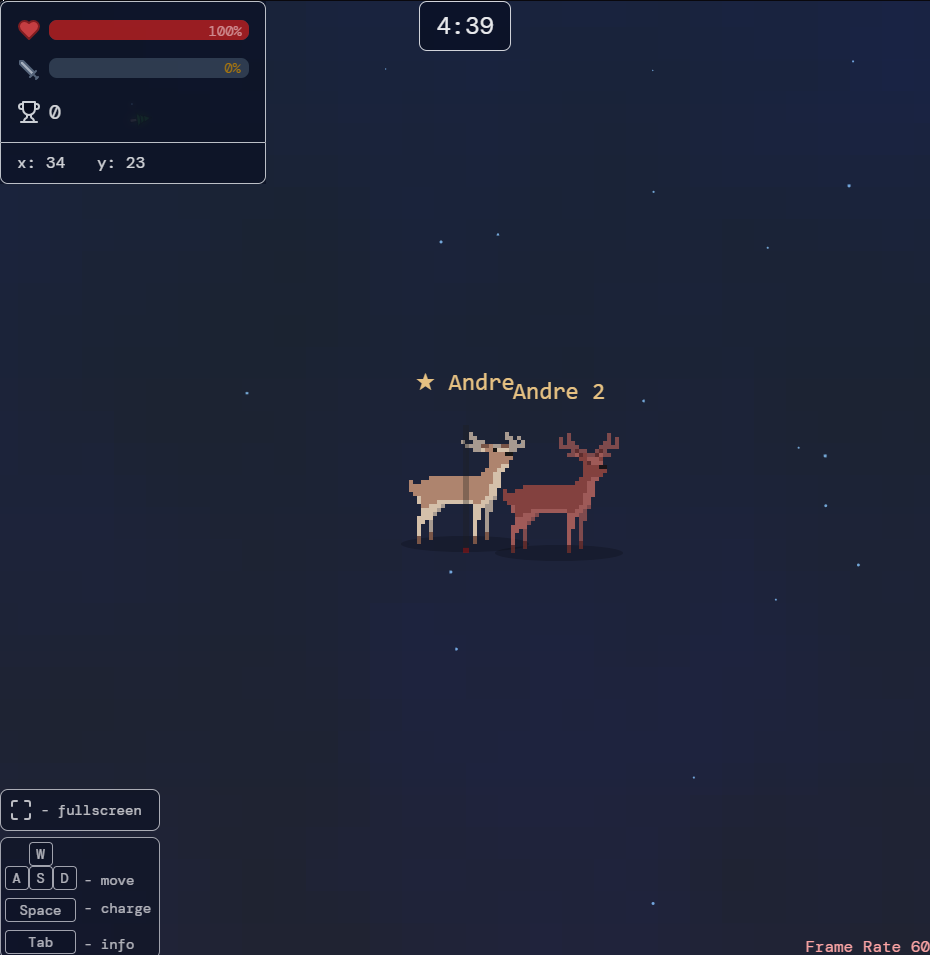 100%
4:39
0%
0
x: 34 y: 23
★ Andre
Andre 2
- fullscreen
W
A S D - move
Space - charge
Tab - info
Frame Rate 60